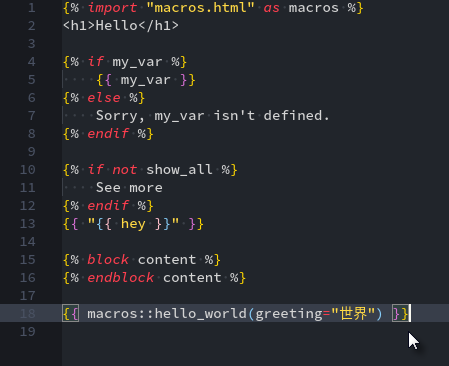 1 {% import "macros.html" as macros %}
2 <h1>Hello</h1>
3
4 {% if my_var %}
5     {{ my_var }}
6 {% else %}
7     Sorry, my_var isn't defined.
8 {% endif %}
9
10 {% if not show_all %}
11     See more
12 {% endif %}
13 {{ "{{ hey }}" }}
14
15 {% block content %}
16 {% endblock content %}
17
18 {{ macros::hello_world(greeting="世界") }}
19